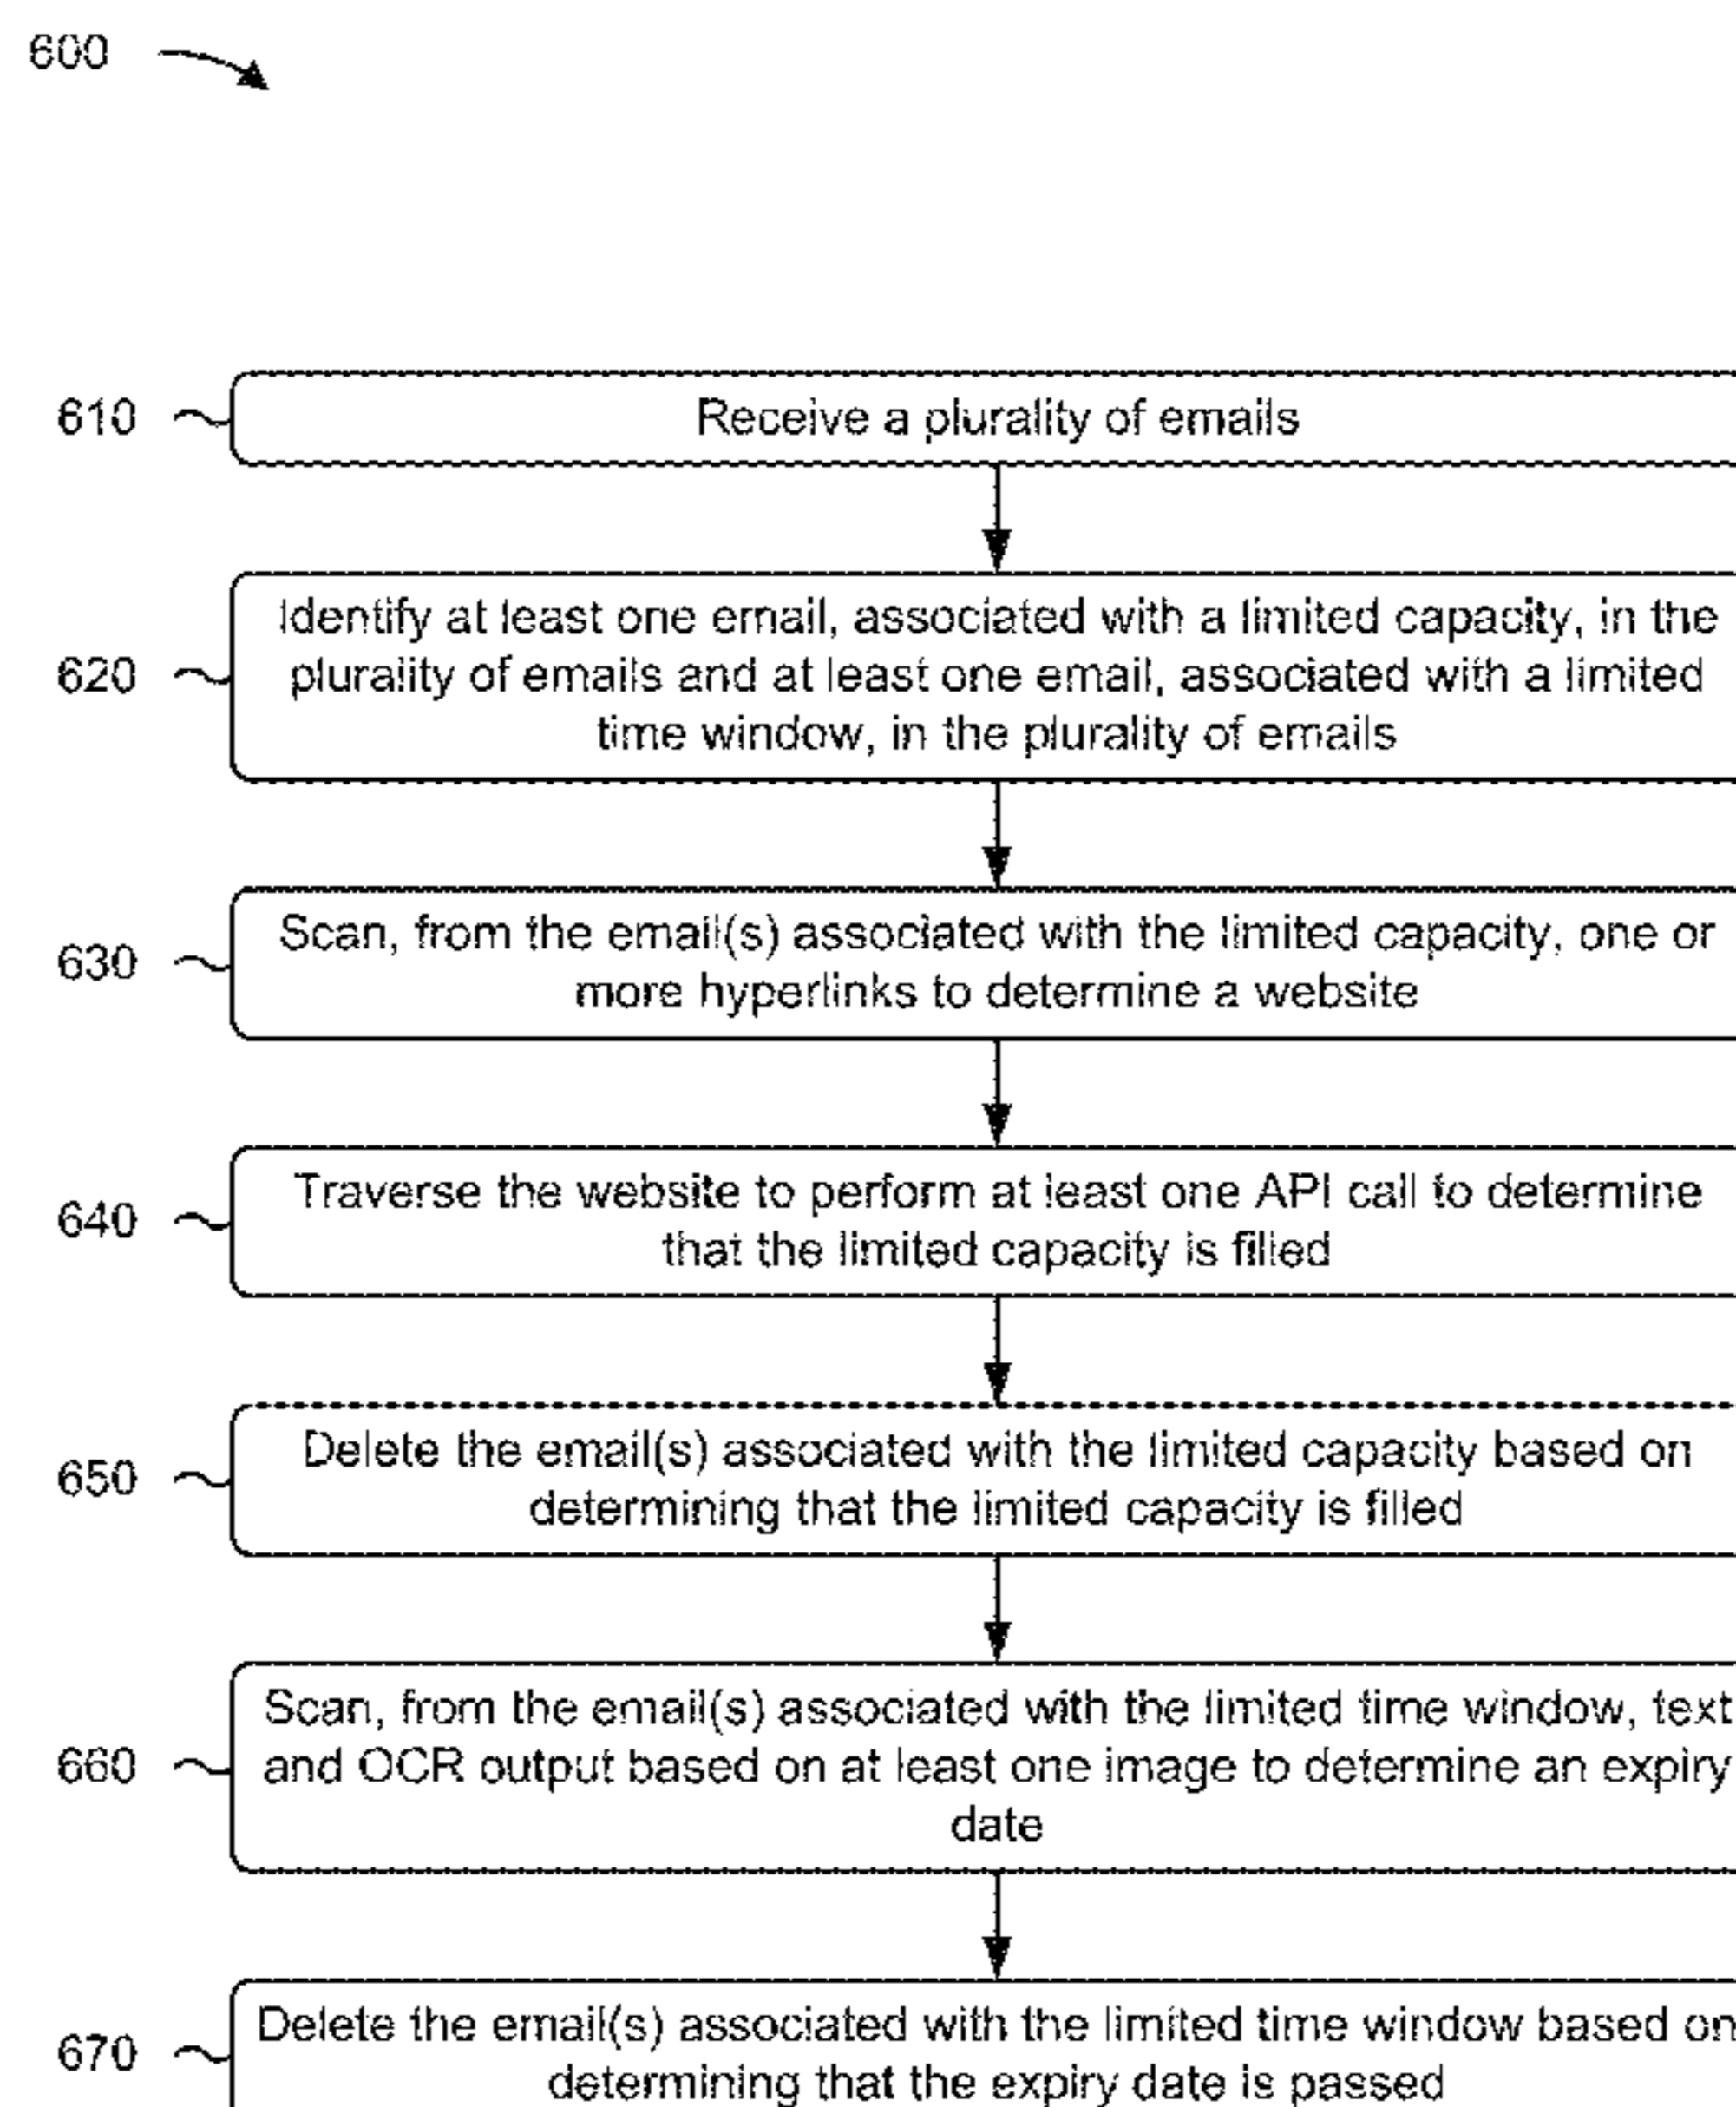 600
610
Receive a plurality of emails
620
Identify at least one email, associated with a limited capacity, in the
plurality of emails and at least one email, associated with a limited
time window, in the plurality of emails
630
Scan, from the email(s) associated with the limited capacity, one or
more hyperlinks to determine a website
640
Traverse the website to perform at least one API call to determine
that the limited capacity is filled
650
Delete the email(s) associated with the limited capacity based on
determining that the limited capacity is filled
660
Scan, from the email(s) associated with the limited time window, text
and OCR output based on at least one image to determine an expiry
date
670
Delete the email(s) associated with the limited time window based on
determining that the expiry date is passed